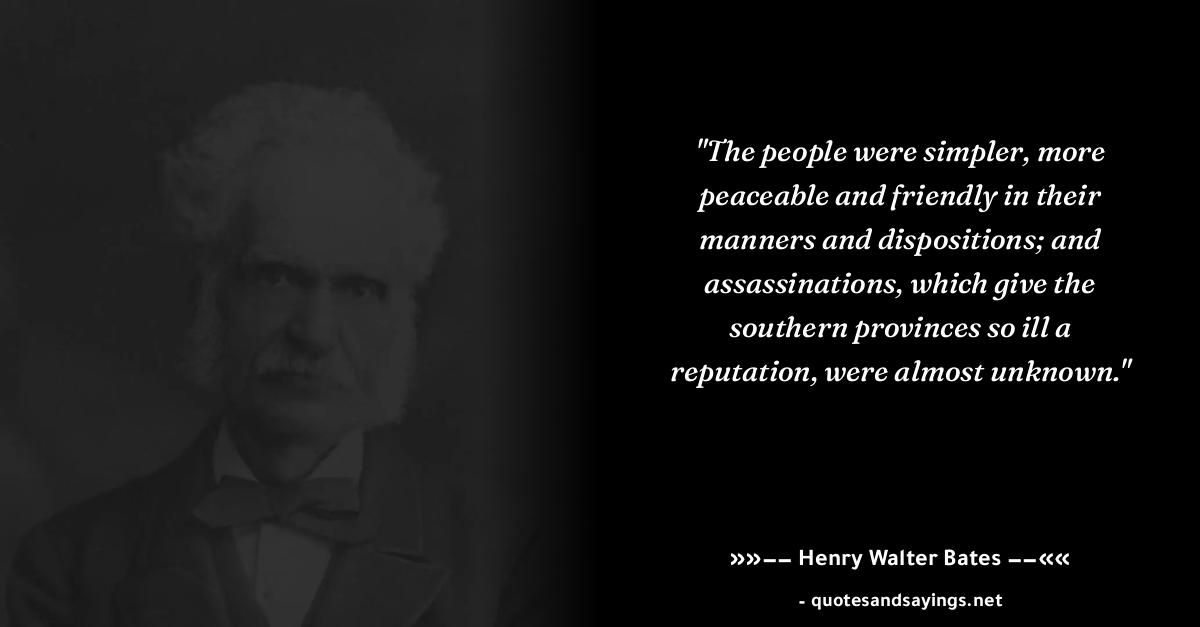 "The people were simpler, more
peaceable and friendly in their
manners and dispositions; and
assassinations, which give the
southern provinces so ill a
reputation, were almost unknown."
»»–– Henry Walter Bates ––««
- quotesandsayings.net